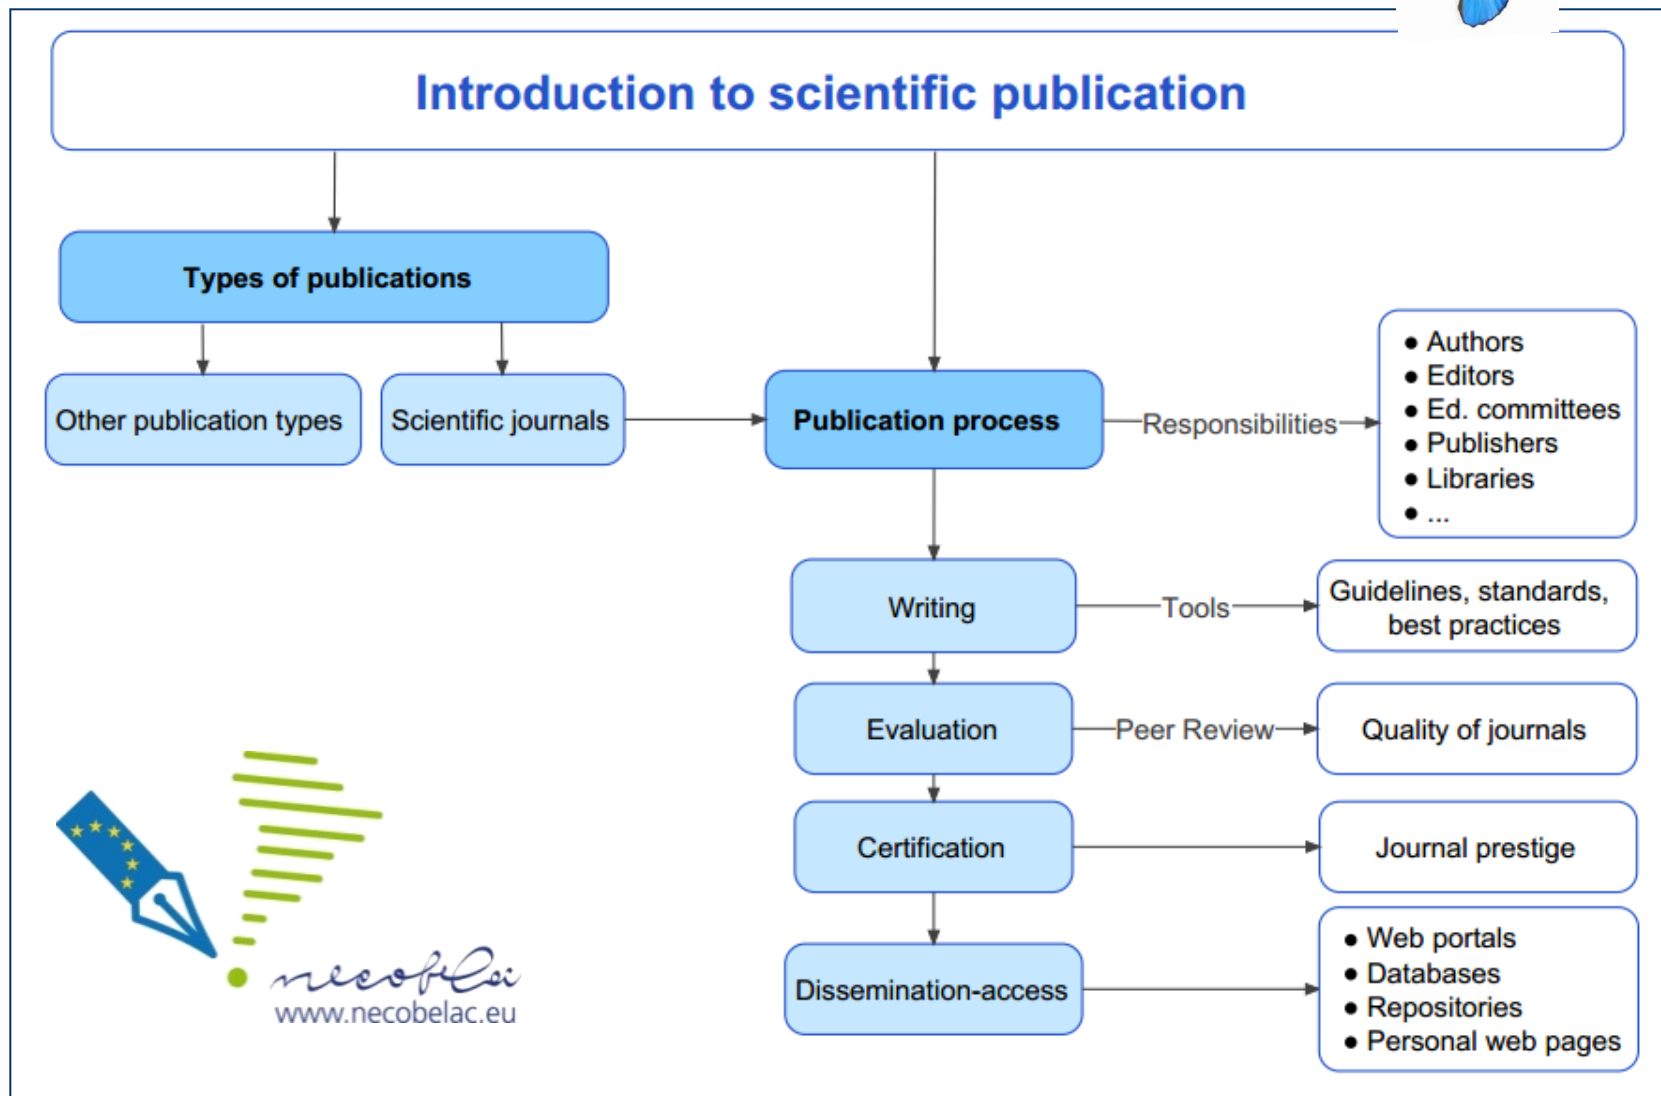 Introduction to scientific publication
Types of publications
Other publication types
Scientific journals
Publication process
Responsibilities
● Authors
● Editors
● Ed. committees
● Publishers
● Libraries
● ...
Writing
Tools
Guidelines, standards,
best practices
Evaluation
Peer Review
Quality of journals
Certification
Journal prestige
Dissemination-access
● Web portals
● Databases
● Repositories
● Personal web pages
necobelac
www.necobelac.eu